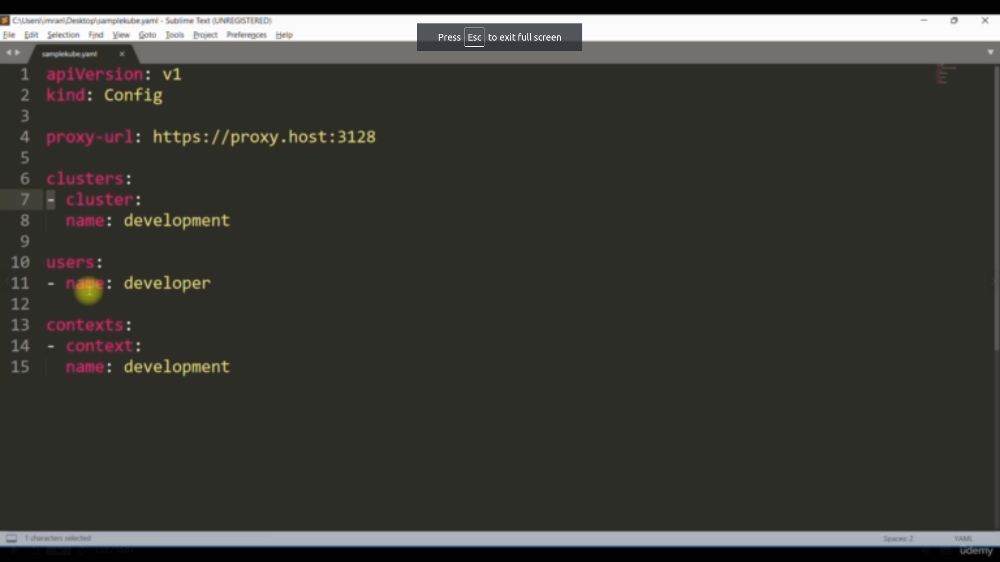 C:\Users\imran\Desktop\samplekube.yaml - Sublime Text (UNREGISTERED)
File Edit Selection Find View Goto Tools Project Preferences Help
Press Esc to exit full screen
samplekube.yaml
1 apiVersion: v1
2 kind: Config
3
4 proxy-url: https://proxy.host:3128
5
6 clusters:
7 - cluster:
8 name: development
9
10 users:
11 - name: developer
12
13 contexts:
14 - context:
15 name: development
1 characters selected
Spaces: 2
YAML
udemy